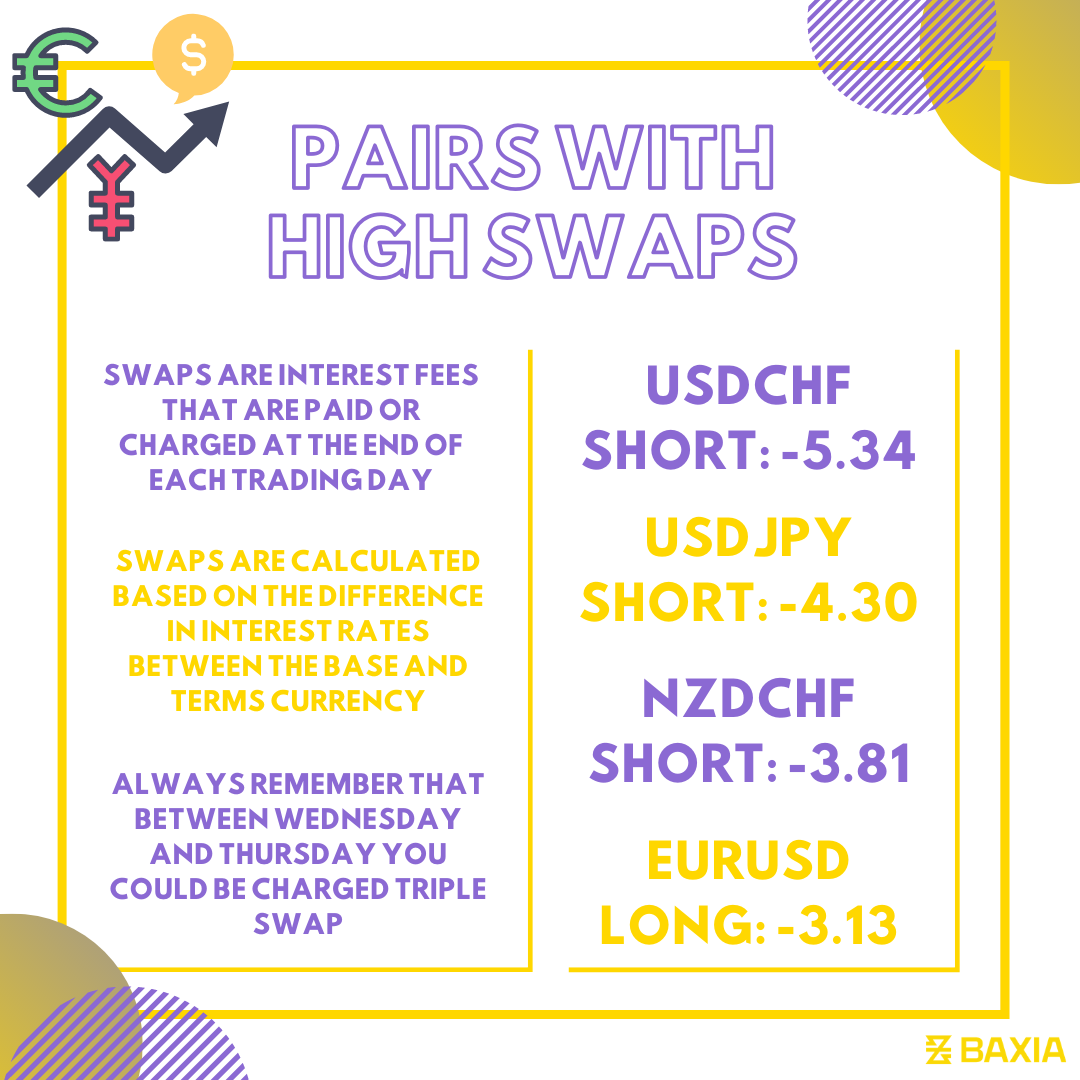 PAIRS WITH
HIGH SWAPS
SWAPS ARE INTEREST FEES
THAT ARE PAID OR
CHARGED AT THE END OF
EACH TRADING DAY
SWAPS ARE CALCULATED
BASED ON THE DIFFERENCE
IN INTEREST RATES
BETWEEN THE BASE AND
TERMS CURRENCY
ALWAYS REMEMBER THAT
BETWEEN WEDNESDAY
AND THURSDAY YOU
COULD BE CHARGED TRIPLE
SWAP
USDCHF
SHORT: -5.34
USDJPY
SHORT: -4.30
NZDCHF
SHORT: -3.81
EURUSD
LONG: -3.13
BAXIA